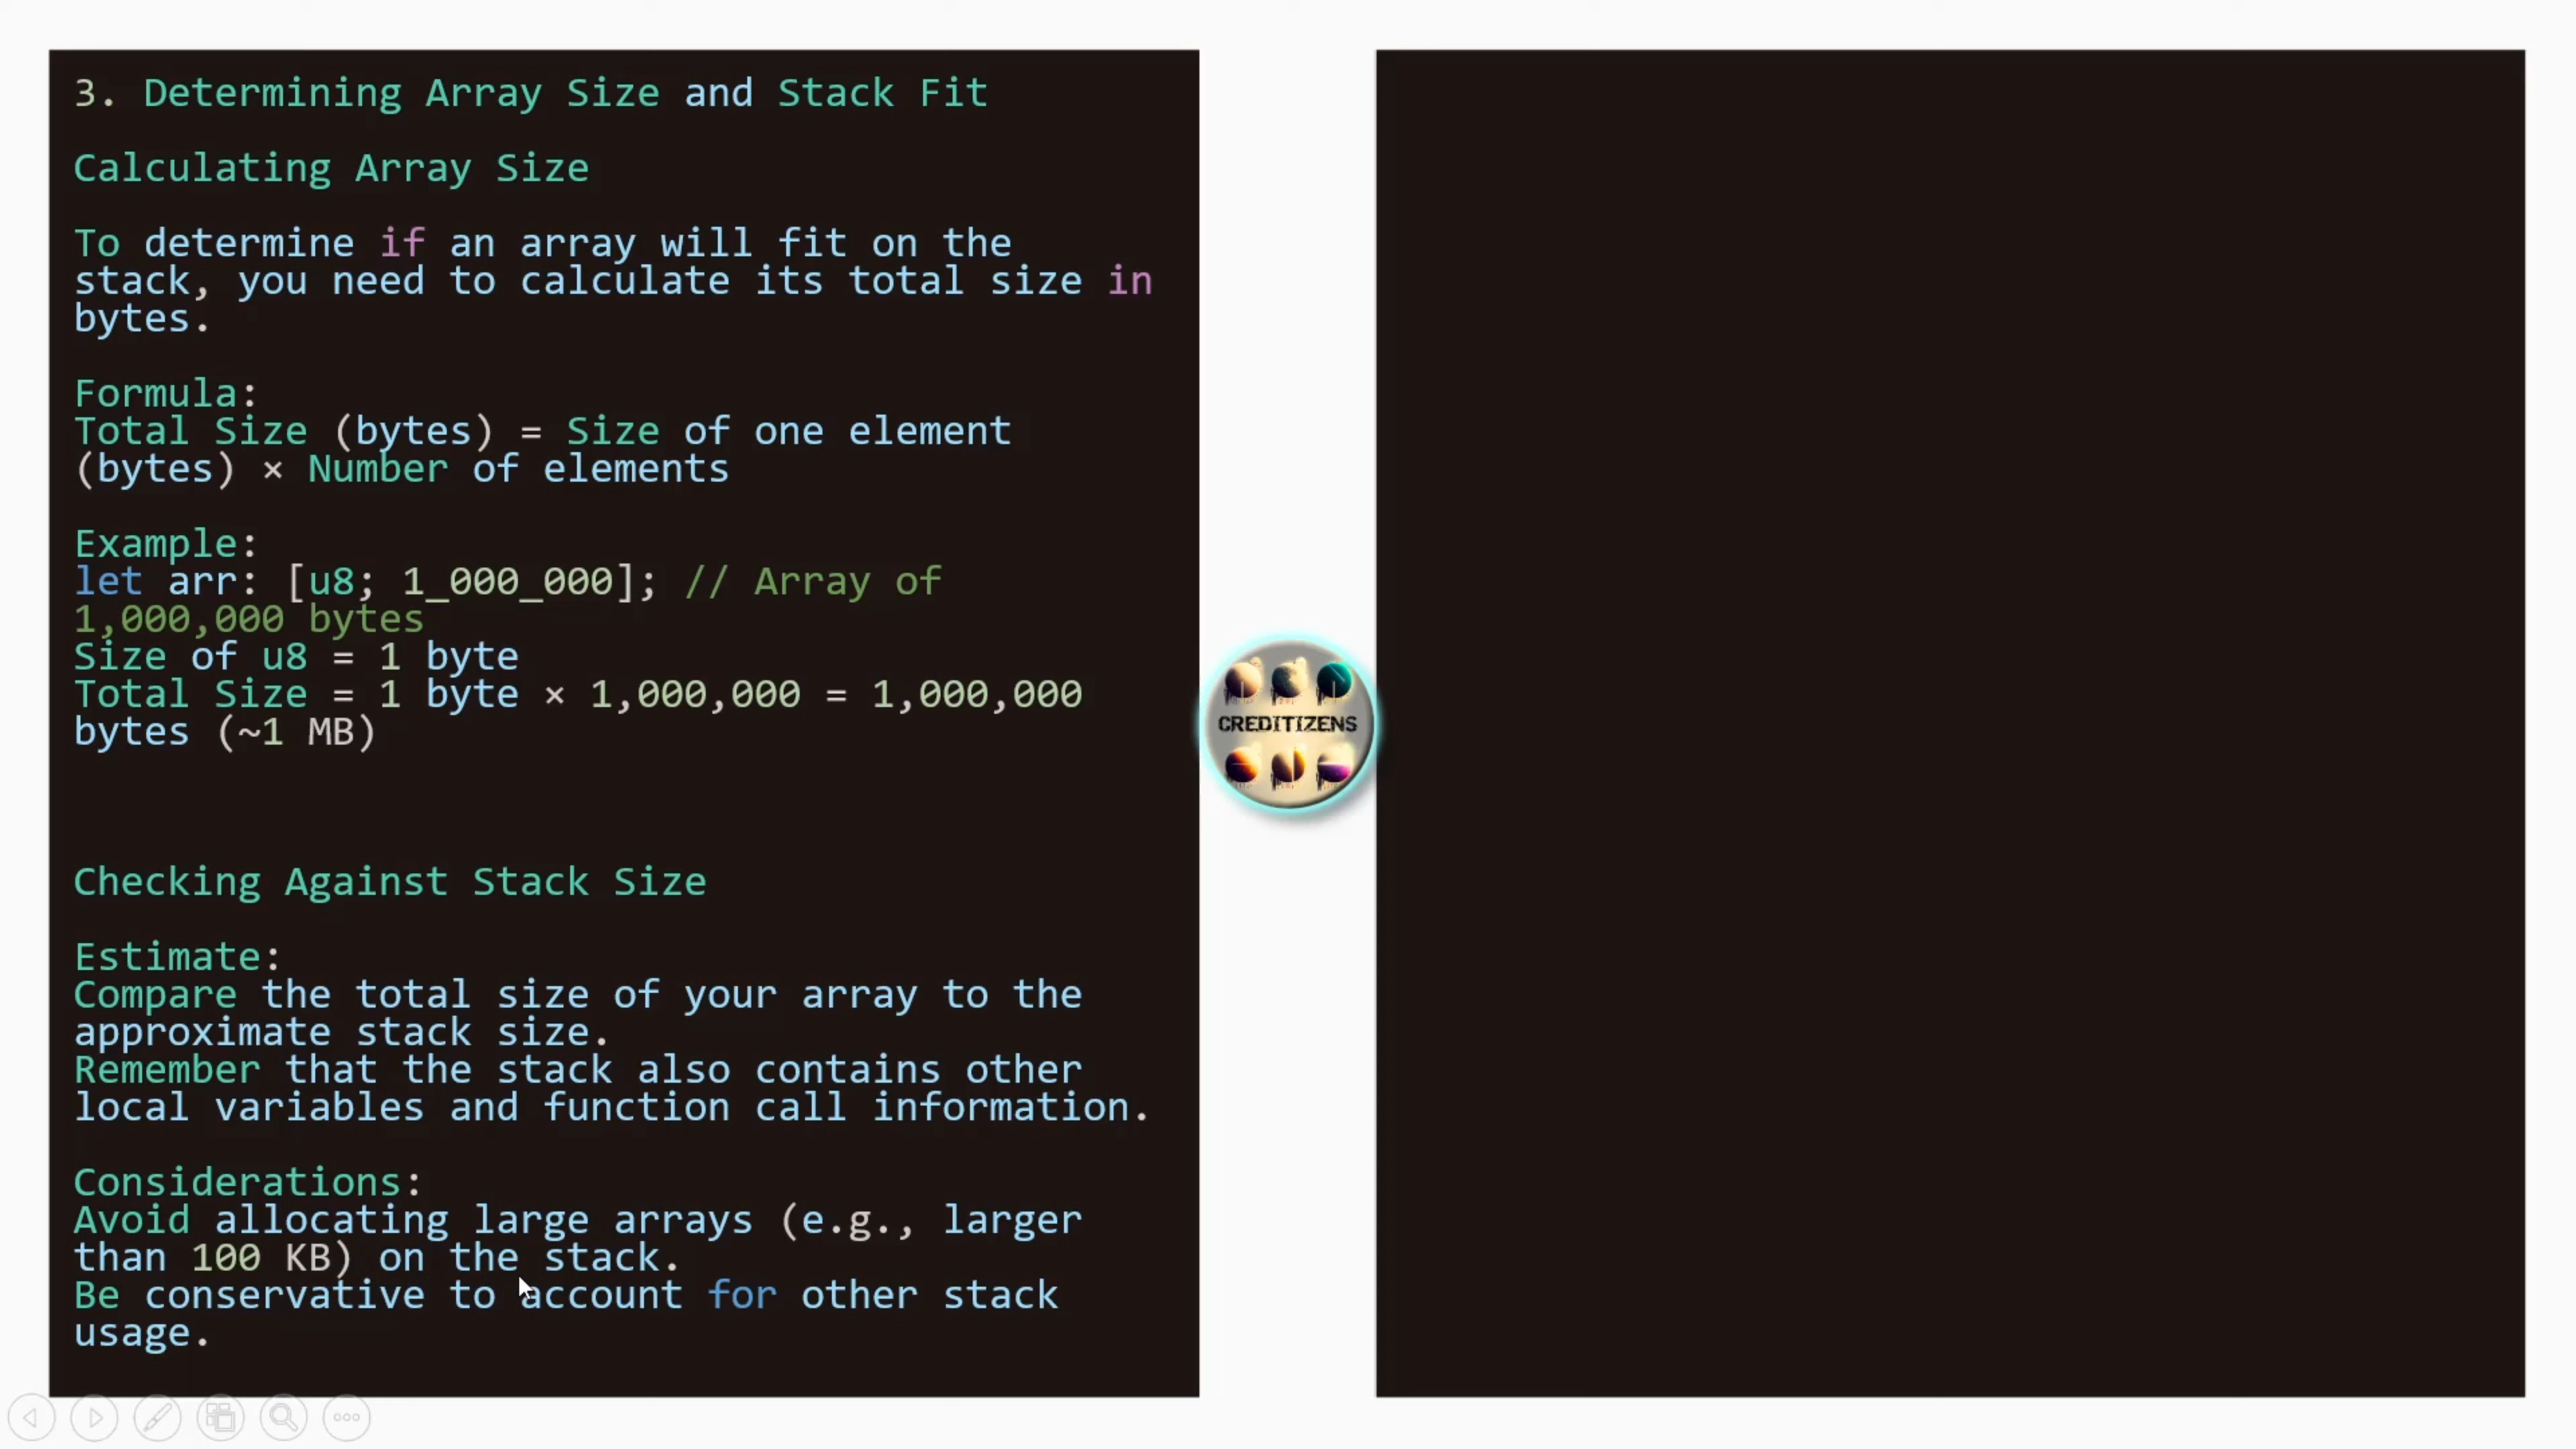 3. Determining Array Size and Stack Fit
Calculating Array Size
To determine if an array will fit on the
stack, you need to calculate its total size in
bytes.
Formula:
Total Size (bytes) = Size of one element
(bytes) × Number of elements
Example:
let arr: [u8; 1_000_000]; // Array of
1,000,000 bytes
Size of u8 = 1 byte
Total Size = 1 byte × 1,000,000 = 1,000,000
bytes (~1 MB)
Checking Against Stack Size
Estimate:
Compare the total size of your array to the
approximate stack size.
Remember that the stack also contains other
local variables and function call information.
Considerations:
Avoid allocating large arrays (e.g., larger
than 100 KB) on the stack.
Be conservative to account for other stack
usage.
CREDITIZENS